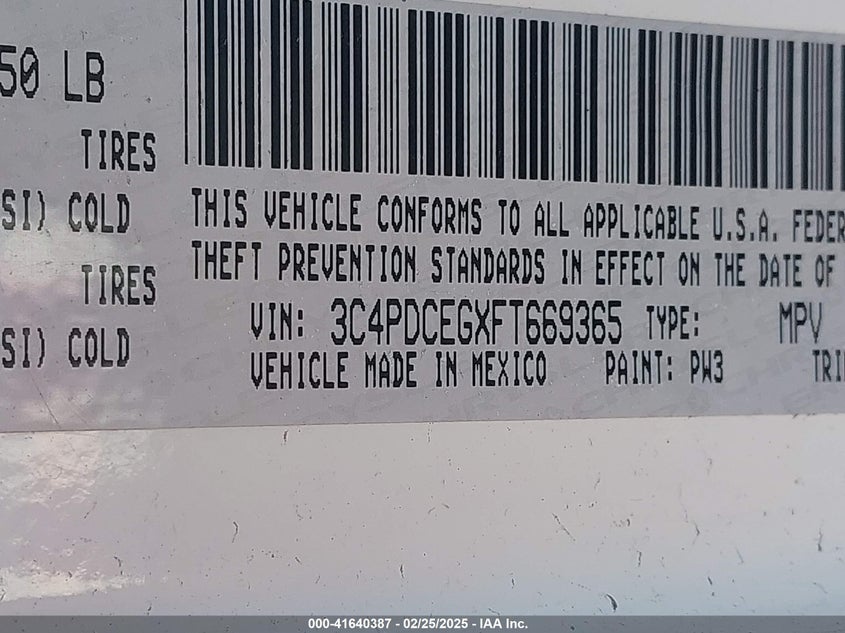 50 LB
TIRES
SI) COLD
TIRES
SI) COLD
THIS VEHICLE CONFORMS TO ALL APPLICABLE U.S.A. FEDER
THEFT PREVENTION STANDARDS IN EFFECT ON THE DATE OF
VIN: 3C4PDCEGXFT669365 TYPE: MPV
VEHICLE MADE IN MEXICO PAINT: PW3 TRI
000-41640387 - 02/25/2025 - IAA Inc.